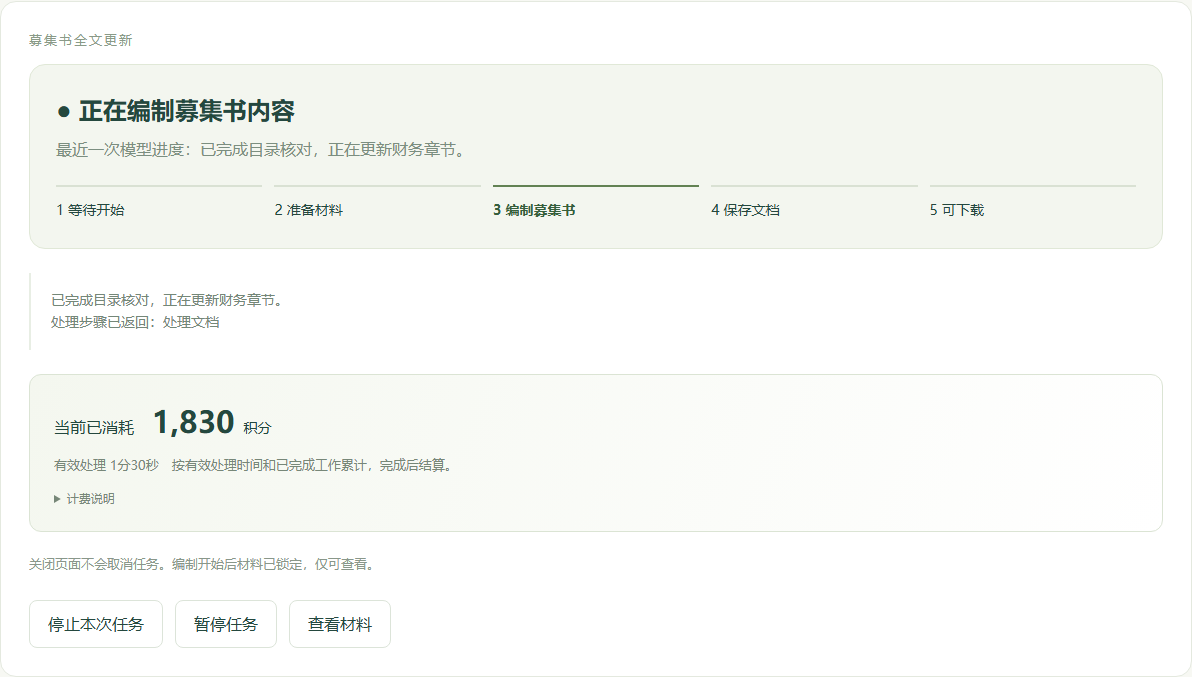 募集书全文更新
● 正在编制募集书内容
最近一次模型进度：已完成目录核对，正在更新财务章节。
1 等待开始
2 准备材料
3 编制募集书
4 保存文档
5 可下载
已完成目录核对，正在更新财务章节。
处理步骤已返回：处理文档
当前已消耗 1,830 积分
有效处理 1分30秒 按有效处理时间和已完成工作累计，完成后结算。
▶ 计费说明
关闭页面不会取消任务。编制开始后材料已锁定，仅可查看。
停止本次任务
暂停任务
查看材料